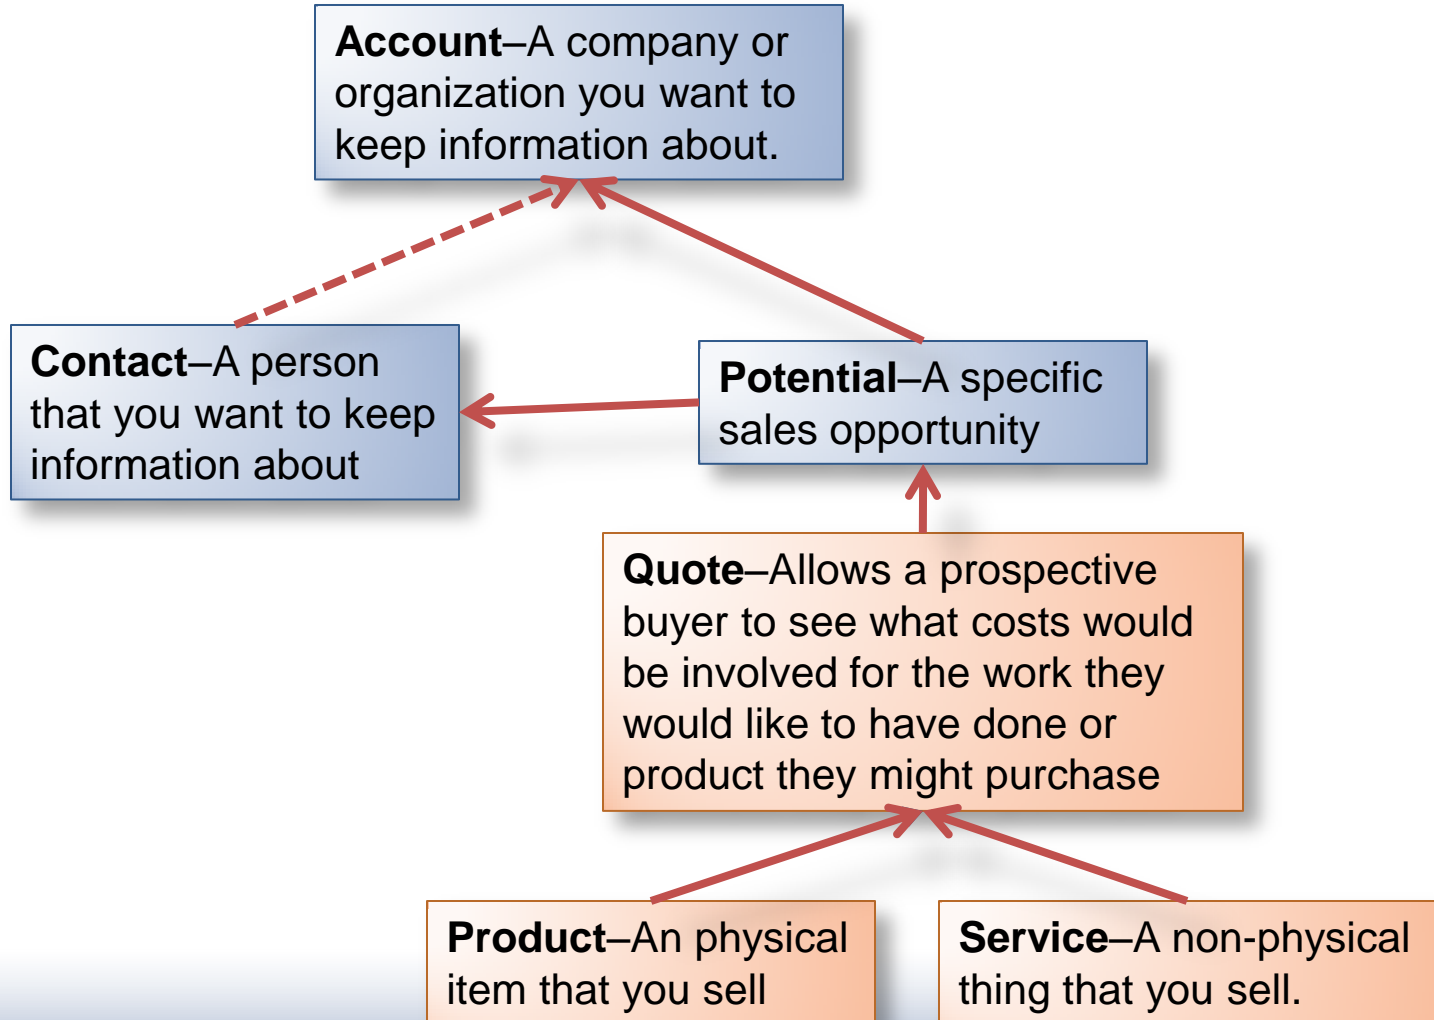 Account–A company or
organization you want to
keep information about.
Contact–A person
that you want to keep
information about
Potential–A specific
sales opportunity
Quote–Allows a prospective
buyer to see what costs would
be involved for the work they
would like to have done or
product they might purchase
Product–An physical
item that you sell
Service–A non-physical
thing that you sell.